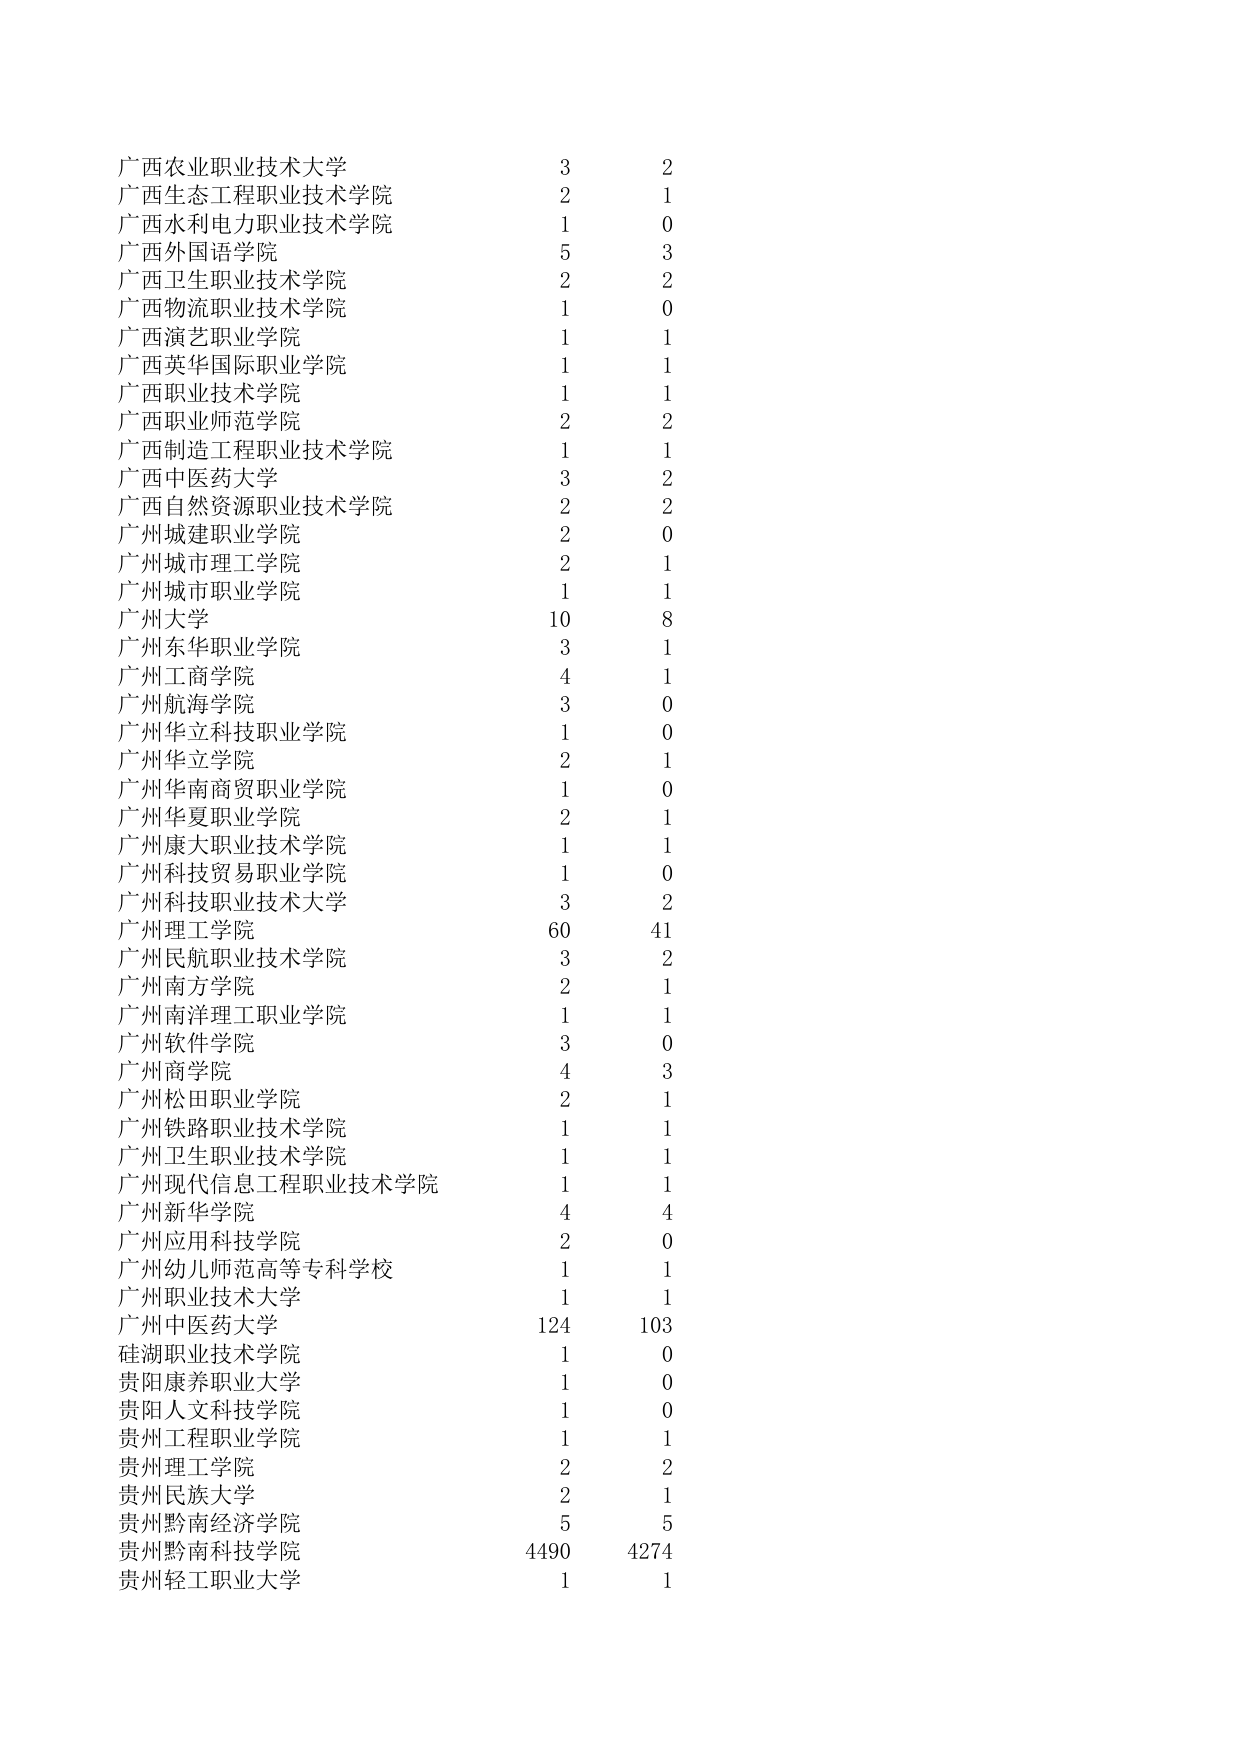 广西农业职业技术大学 3 2
广西生态工程职业技术学院 2 1
广西水利电力职业技术学院 1 0
广西外国语学院 5 3
广西卫生职业技术学院 2 2
广西物流职业技术学院 1 0
广西演艺职业学院 1 1
广西英华国际职业学院 1 1
广西职业技术学院 1 1
广西职业师范学院 2 2
广西制造工程职业技术学院 1 1
广西中医药大学 3 2
广西自然资源职业技术学院 2 2
广州城建职业学院 2 0
广州城市理工学院 2 1
广州城市职业学院 1 1
广州大学 10 8
广州东华职业学院 3 1
广州工商学院 4 1
广州航海学院 3 0
广州华立科技职业学院 1 0
广州华立学院 2 1
广州华南商贸职业学院 1 0
广州华夏职业学院 2 1
广州康大职业技术学院 1 1
广州科技贸易职业学院 1 0
广州科技职业技术大学 3 2
广州理工学院 60 41
广州民航职业技术学院 3 2
广州南方学院 2 1
广州南洋理工职业学院 1 1
广州软件学院 3 0
广州商学院 4 3
广州松田职业学院 2 1
广州铁路职业技术学院 1 1
广州卫生职业技术学院 1 1
广州现代信息工程职业技术学院 1 1
广州新华学院 4 4
广州应用科技学院 2 0
广州幼儿师范高等专科学校 1 1
广州职业技术大学 1 1
广州中医药大学 124 103
硅湖职业技术学院 1 0
贵阳康养职业大学 1 0
贵阳人文科技学院 1 0
贵州工程职业学院 1 1
贵州理工学院 2 2
贵州民族大学 2 1
贵州黔南经济学院 5 5
贵州黔南科技学院 4490 4274
贵州轻工职业大学 1 1